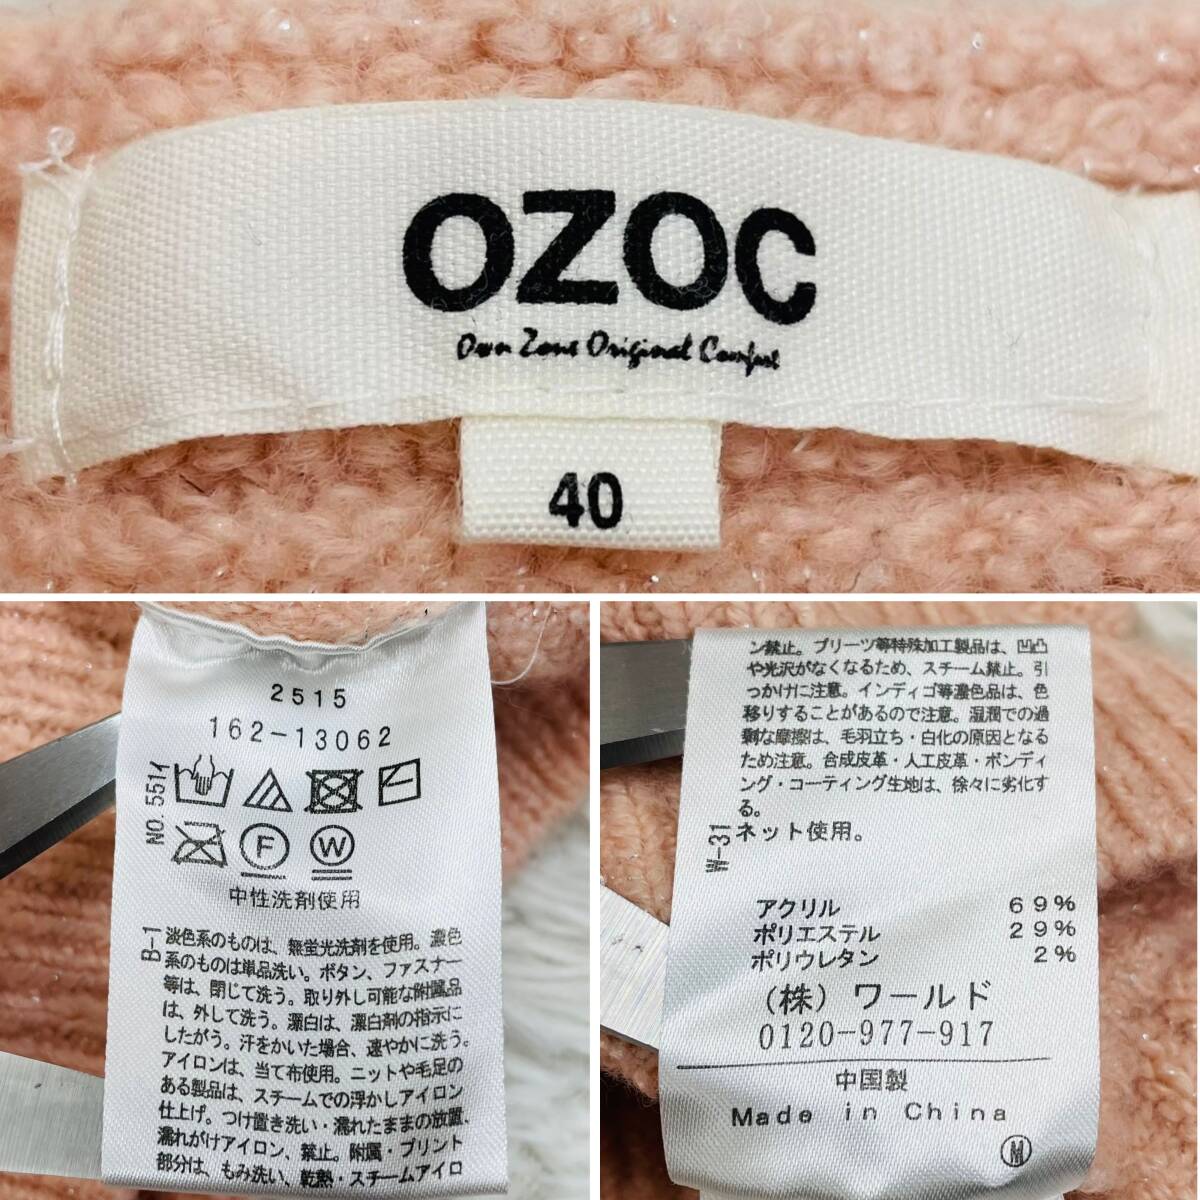 OZOC
Own Zone Original Comfort
40
2515
162-13062
NO.5514
F
W
中性洗剤使用
B-1
淡色系のものは、無蛍光洗剤を使用。濃色
系のものは単品洗い。ボタン、ファスナー
等は、閉じて洗う。取り外し可能な附属品
は、外して洗う。漂白は、漂白剤の指示に
したがう。汗をかいた場合、速やかに洗う。
アイロンは、当て布使用。ニットや毛足の
ある製品は、スチームでの浮かしアイロン
仕上げ。つけ置き洗い・濡れたままの放置、
濡れがけアイロン、禁止。附属・プリント
部分は、もみ洗い、乾熱・スチームアイロ
ン禁止。プリーツ等特殊加工製品は、凹凸
や光沢がなくなるため、スチーム禁止。引
っかけに注意。インディゴ等濃色品は、色
移りすることがあるので注意。湿潤での過
剰な摩擦は、毛羽立ち・白化の原因となる
ため注意。合成皮革・人工皮革・ボンディ
ング・コーティング生地は、徐々に劣化す
る。
W-31
ネット使用。
アクリル 69%
ポリエステル 29%
ポリウレタン 2%
(株)ワールド
0120-977-917
中国製
Made in China
M